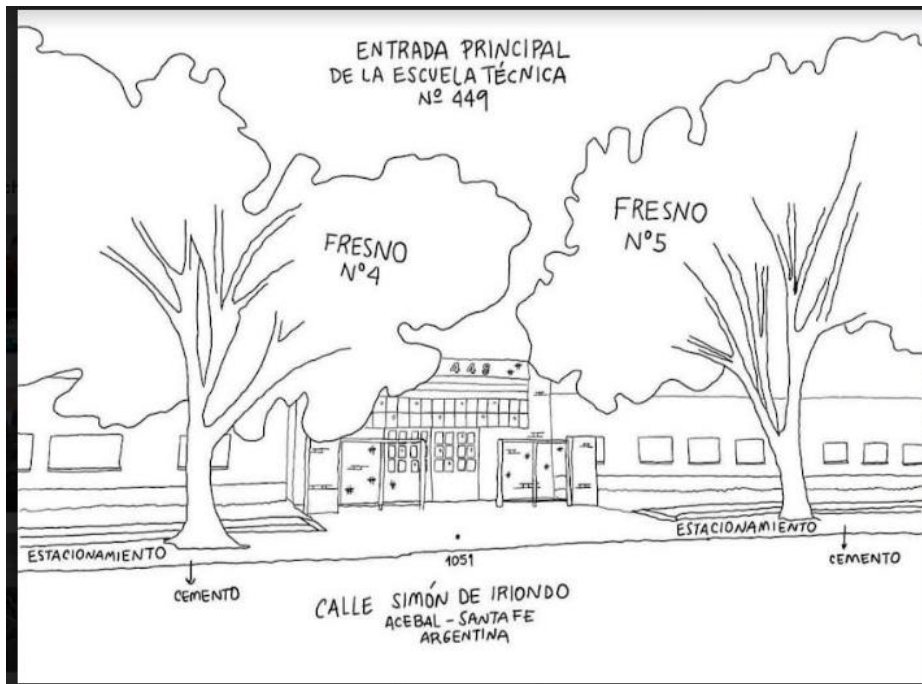 ENTRADA PRINCIPAL
DE LA ESCUELA TÉCNICA
Nº 449
FRESNO
Nº4
FRESNO
Nº5
449
ESTACIONAMIENTO
ESTACIONAMIENTO
CEMENTO
CEMENTO
1051
CALLE SIMÓN DE IRIONDO
ACEBAL - SANTA FE
ARGENTINA